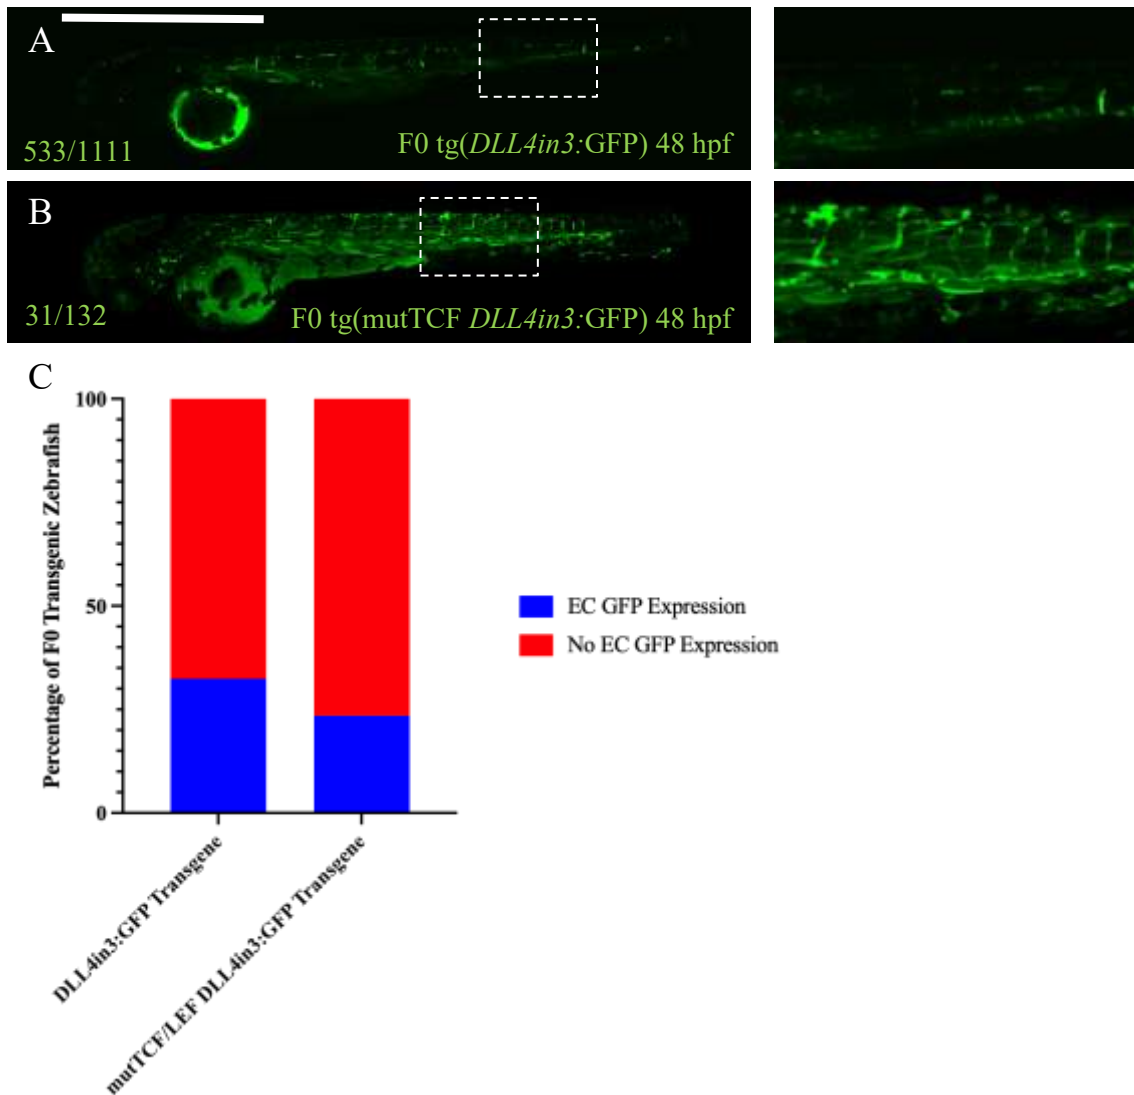 A
533/1111
F0 tg(DLL4in3:GFP) 48 hpf
B
31/132
F0 tg(mutTCF DLL4in3:GFP) 48 hpf
C
Percentage of F0 Transgenic Zebrafish
100
50
0
EC GFP Expression
No EC GFP Expression
DLL4in3:GFP Transgene
mutTCF/LEF DLL4in3:GFP Transgene